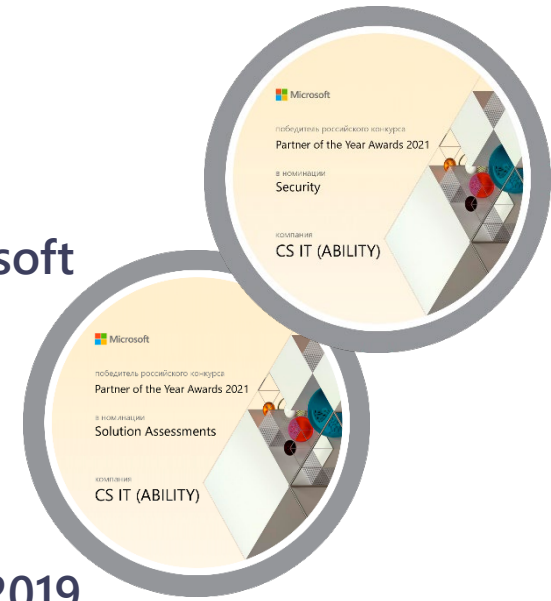 Microsoft
победитель российского конкурса
Partner of the Year Awards 2021
в номинации
Security
компания
CS IT (ABILITY)
soft
Microsoft
победитель российского конкурса
Partner of the Year Awards 2021
в номинации
Solution Assessments
компания
CS IT (ABILITY)
2019